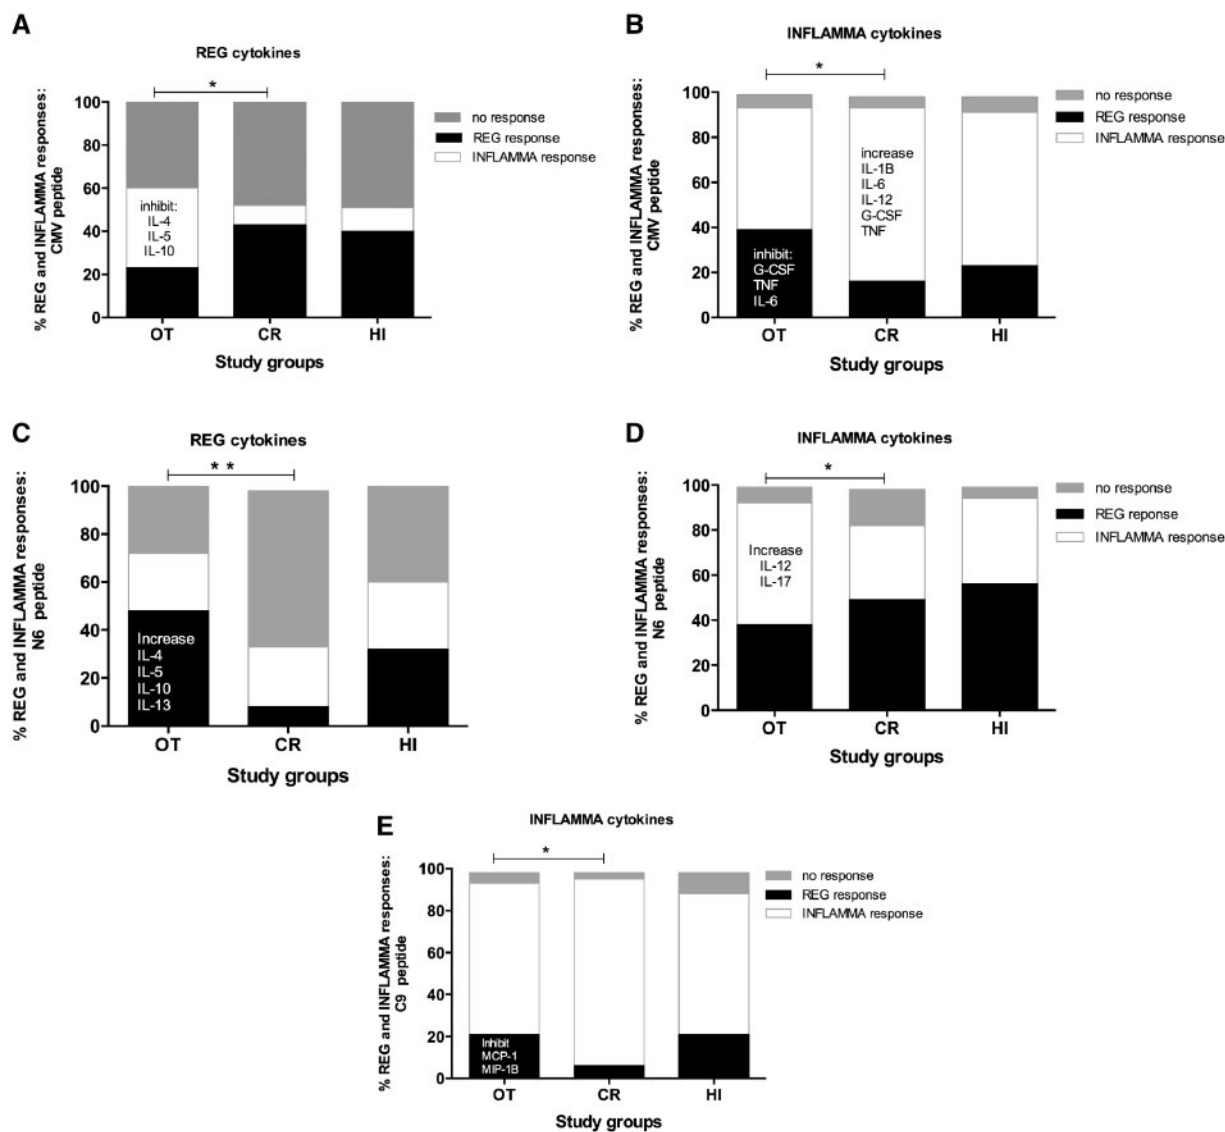 A
REG cytokines
*
% REG and INFLAMMA responses:
CMV peptide
100
80
60
40
20
0
inhibit:
IL-4
IL-5
IL-10
OT
CR
HI
Study groups
no response
REG response
INFLAMMA response
B
INFLAMMA cytokines
*
% REG and INFLAMMA responses:
CMV peptide
100
80
60
40
20
0
inhibit:
G-CSF
TNF
IL-6
increase
IL-1B
IL-6
IL-12
G-CSF
TNF
OT
CR
HI
Study groups
no response
REG response
INFLAMMA response
C
REG cytokines
* *
% REG and INFLAMMA responses:
N6 peptide
100
80
60
40
20
0
Increase
IL-4
IL-5
IL-10
IL-13
OT
CR
HI
Study groups
D
INFLAMMA cytokines
*
% REG and INFLAMMA responses:
N6 peptide
100
80
60
40
20
0
Increase
IL-12
IL-17
OT
CR
HI
Study groups
no response
REG reponse
INFLAMMA response
E
INFLAMMA cytokines
*
% REG and INFLAMMA responses:
C9 peptide
100
80
60
40
20
0
Inhibit
MCP-1
MIP-1B
OT
CR
HI
Study groups
no response
REG response
INFLAMMA response